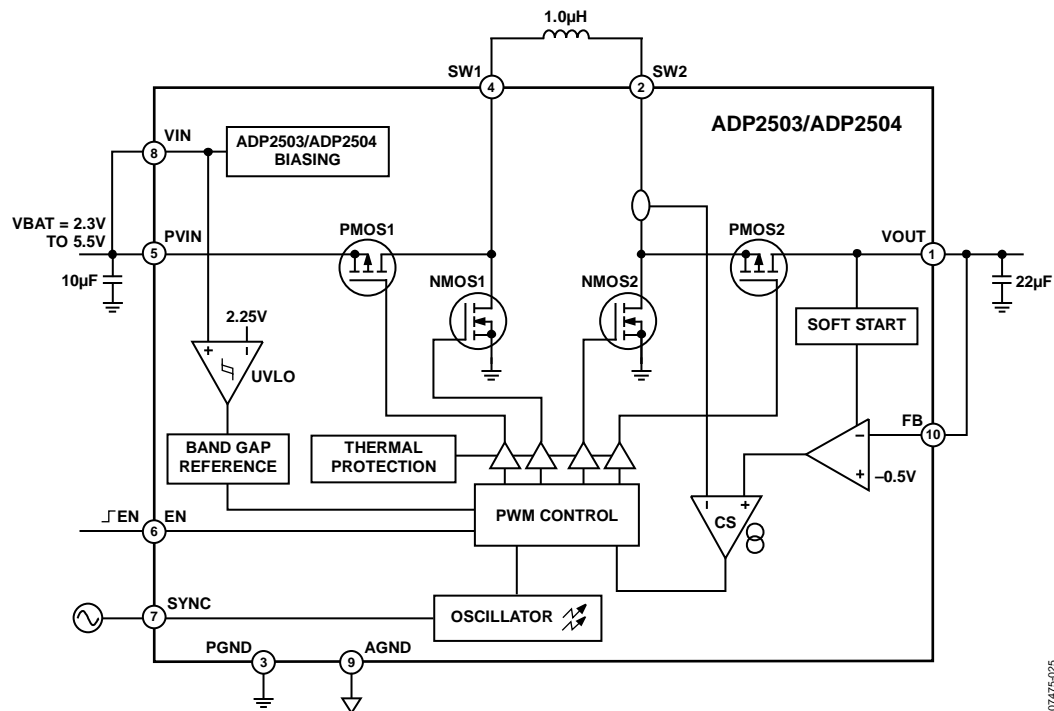 1.0µH
SW1
SW2
4
2
ADP2503/ADP2504
VIN
8
ADP2503/ADP2504
BIASING
VBAT = 2.3V
TO 5.5V
PVIN
5
PMOS1
PMOS2
VOUT
1
10µF
NMOS1
NMOS2
22µF
SOFT START
2.25V
+
–
UVLO
FB
10
–
+
–0.5V
BAND GAP
REFERENCE
THERMAL
PROTECTION
PWM CONTROL
–
+
CS
EN
EN
6
SYNC
7
OSCILLATOR
PGND
3
AGND
9
07475-025